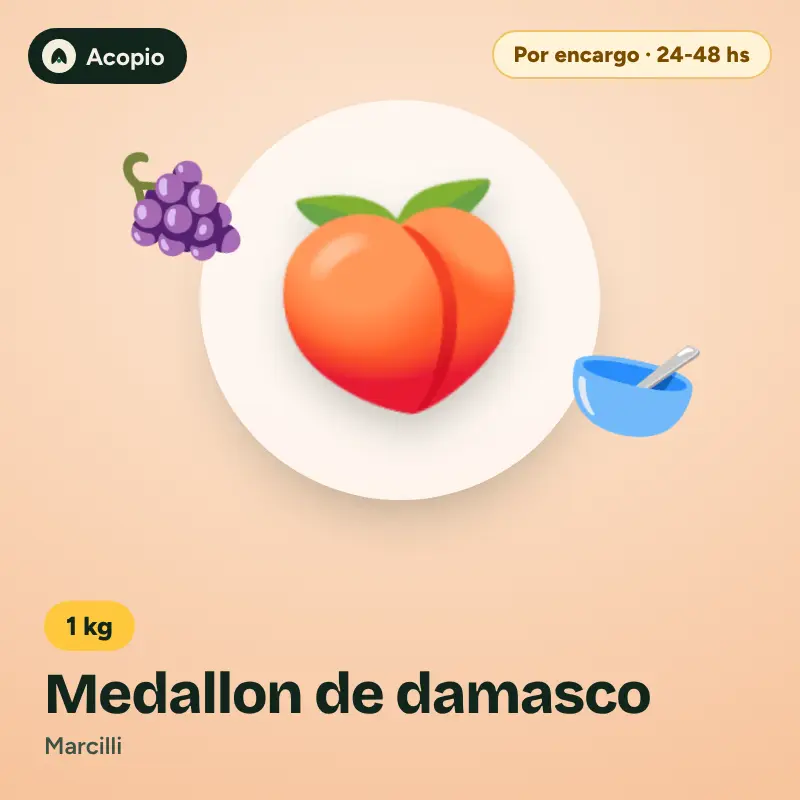 Acopio
Por encargo · 24-48 hs
1 kg
Medallon de damasco
Marcilli